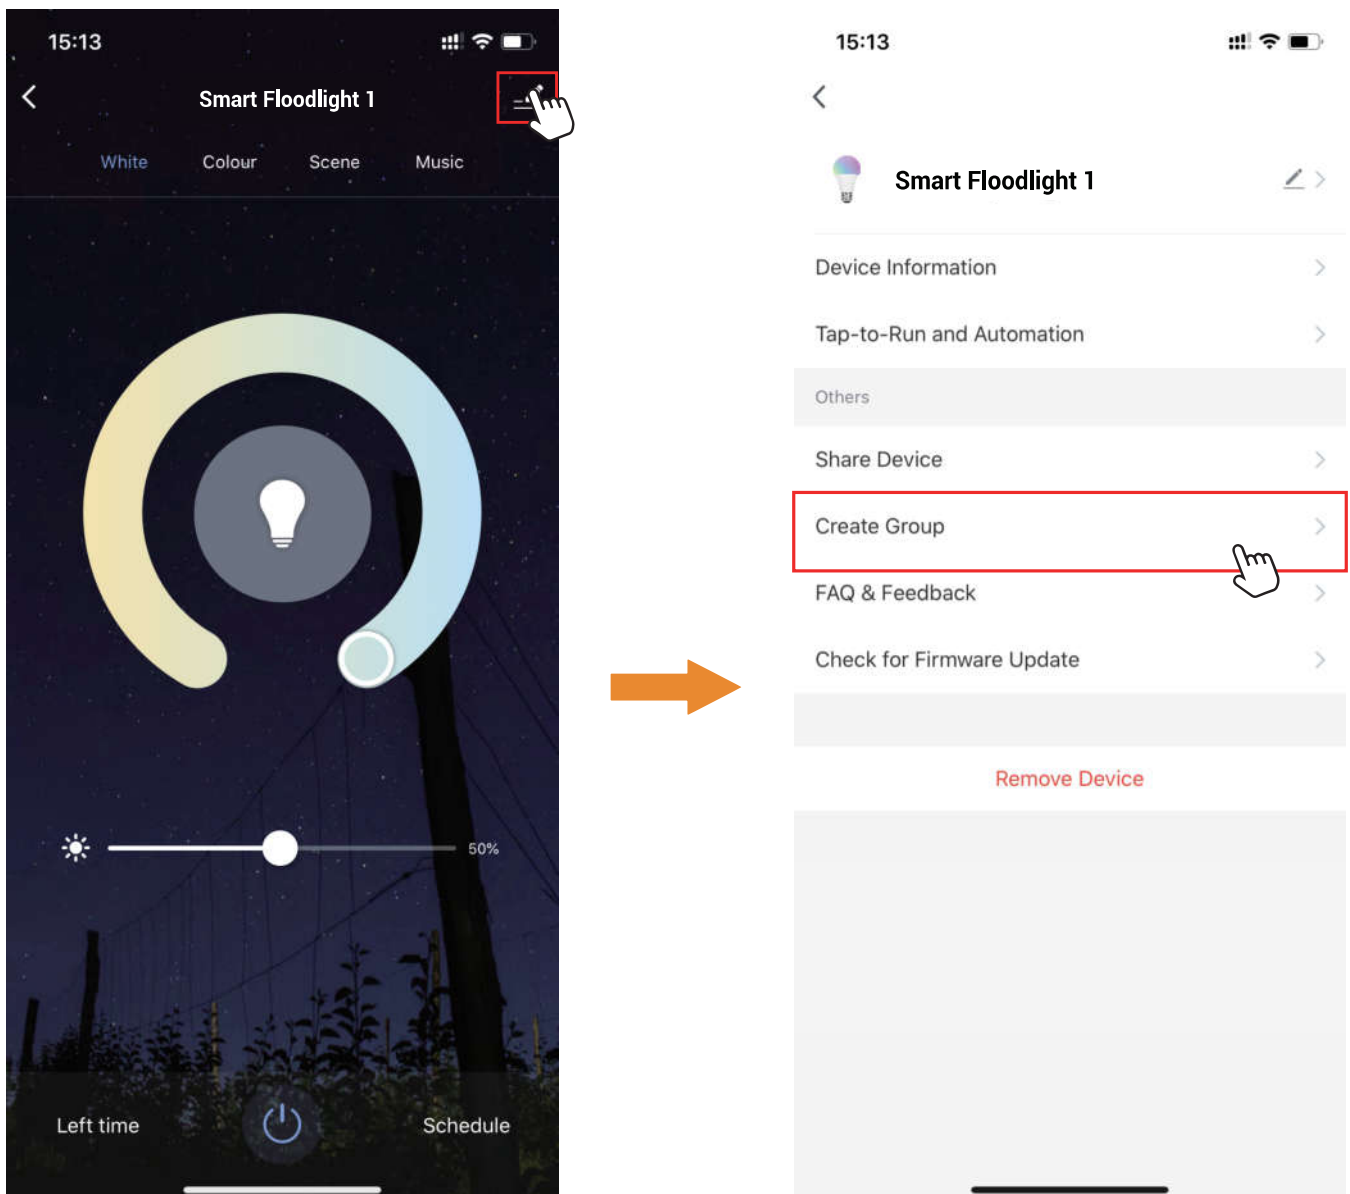 15:13
Smart Floodlight 1
White Colour Scene Music
50%
Left time Schedule
15:13
Smart Floodlight 1
Device Information
Tap-to-Run and Automation
Others
Share Device
Create Group
FAQ & Feedback
Check for Firmware Update
Remove Device